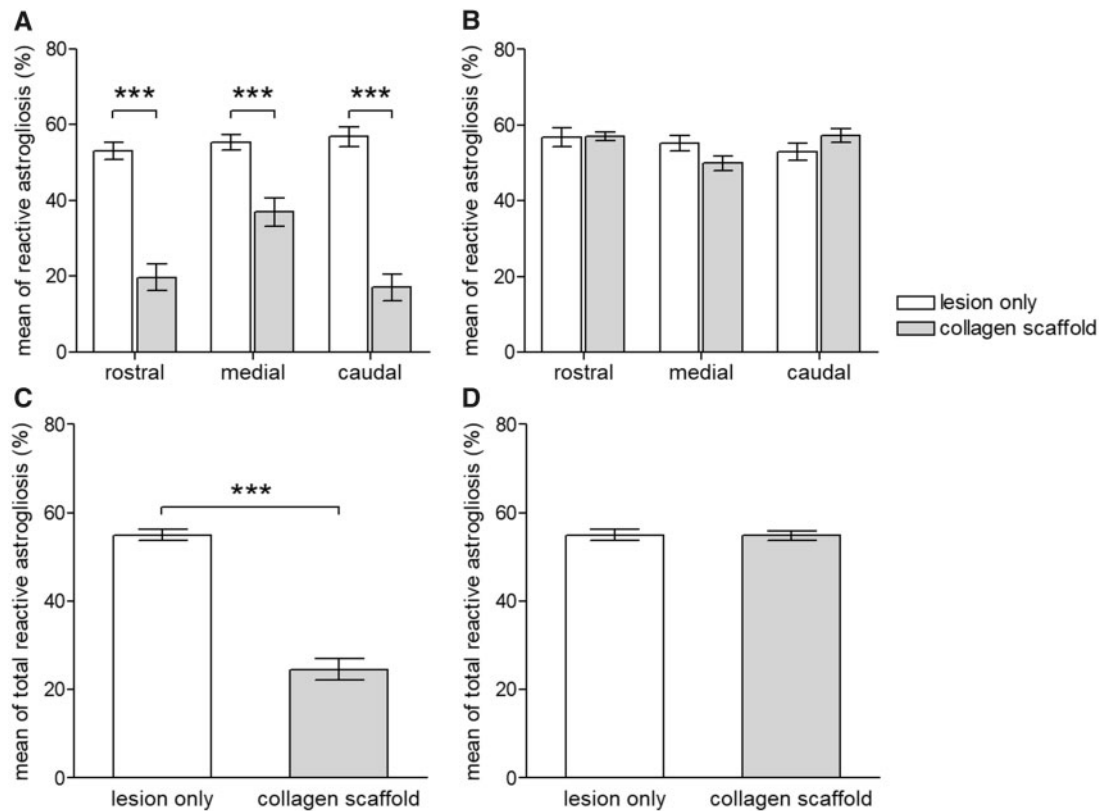 A
mean of reactive astrogliosis (%)
80
60
40
20
0
*** *** ***
rostral medial caudal
B
mean of reactive astrogliosis (%)
80
60
40
20
0
rostral medial caudal
lesion only
collagen scaffold
C
mean of total reactive astrogliosis (%)
80
60
40
20
0
***
lesion only collagen scaffold
D
mean of total reactive astrogliosis (%)
80
60
40
20
0
lesion only collagen scaffold